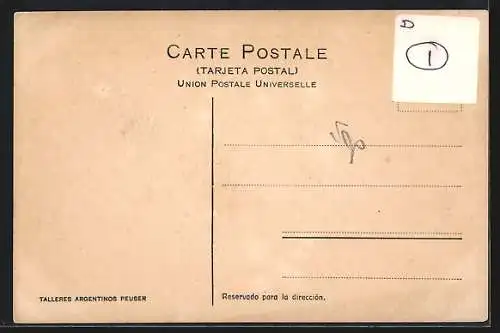 D
1
CARTE POSTALE
(TARJETA POSTAL)
UNION POSTALE UNIVERSELLE
TALLERES ARGENTINOS PEUSER
Reservado para la dirección.